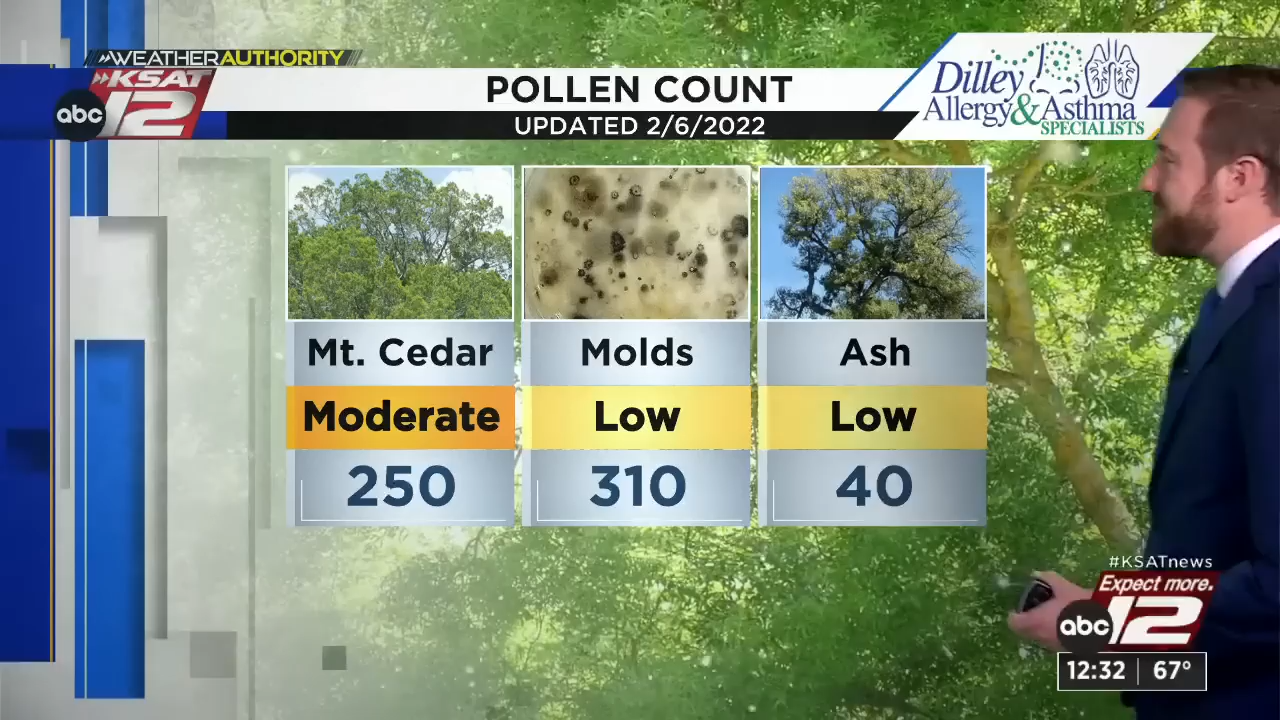 WEATHERAUTHORITY
KSAT
abc 12
POLLEN COUNT
UPDATED 2/6/2022
Dilley
Allergy&Asthma
SPECIALISTS
Mt. Cedar
Moderate
250
Molds
Low
310
Ash
Low
40
#KSATnews
Expect more.
abc 12
12:32 67°